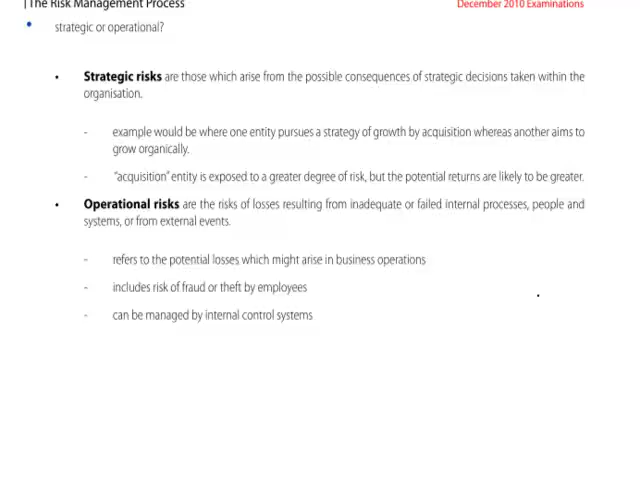 | The Risk Management Process
December 2010 Examinations
• strategic or operational?
• Strategic risks are those which arise from the possible consequences of strategic decisions taken within the
organisation.
- example would be where one entity pursues a strategy of growth by acquisition whereas another aims to
grow organically.
- “acquisition” entity is exposed to a greater degree of risk, but the potential returns are likely to be greater.
• Operational risks are the risks of losses resulting from inadequate or failed internal processes, people and
systems, or from external events.
- refers to the potential losses which might arise in business operations
- includes risk of fraud or theft by employees
- can be managed by internal control systems